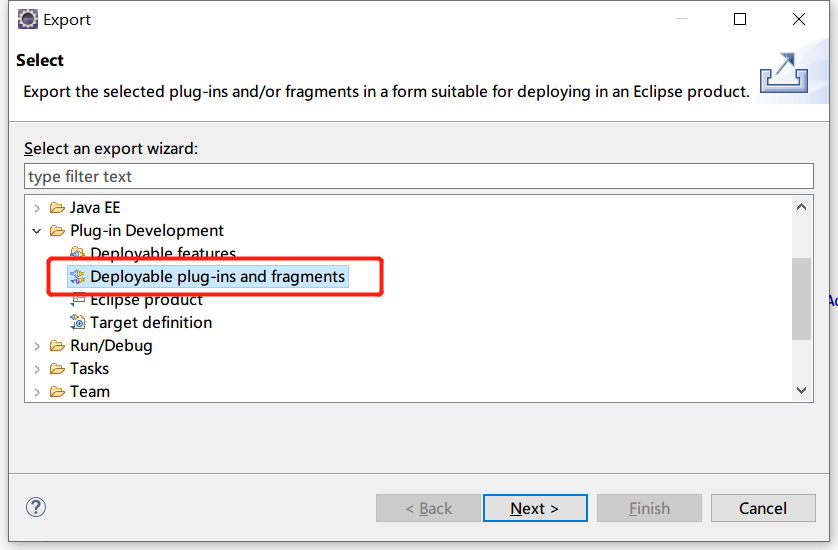 Export
Select
Export the selected plug-ins and/or fragments in a form suitable for deploying in an Eclipse product.
Select an export wizard:
type filter text
Java EE
Plug-in Development
Deployable features
Deployable plug-ins and fragments
Eclipse product
Target definition
Run/Debug
Tasks
Team
< Back
Next >
Finish
Cancel